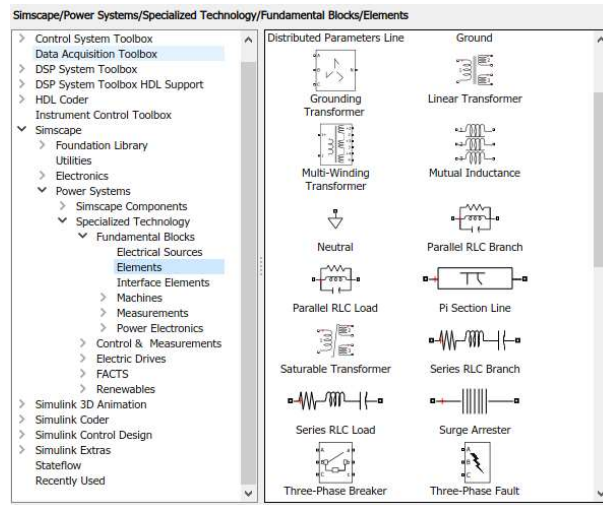 Simscape/Power Systems/Specialized Technology/Fundamental Blocks/Elements
Control System Toolbox
Data Acquisition Toolbox
DSP System Toolbox
DSP System Toolbox HDL Support
HDL Coder
Instrument Control Toolbox
Simscape
Foundation Library
Utilities
Electronics
Power Systems
Simscape Components
Specialized Technology
Fundamental Blocks
Electrical Sources
Elements
Interface Elements
Machines
Measurements
Power Electronics
Control & Measurements
Electric Drives
FACTS
Renewables
Simulink 3D Animation
Simulink Coder
Simulink Control Design
Simulink Extras
Stateflow
Recently Used
Distributed Parameters Line
Ground
Grounding
Transformer
Linear Transformer
Multi-Winding
Transformer
Mutual Inductance
Neutral
Parallel RLC Branch
Parallel RLC Load
Pi Section Line
Saturable Transformer
Series RLC Branch
Series RLC Load
Surge Arrester
Three-Phase Breaker
Three-Phase Fault